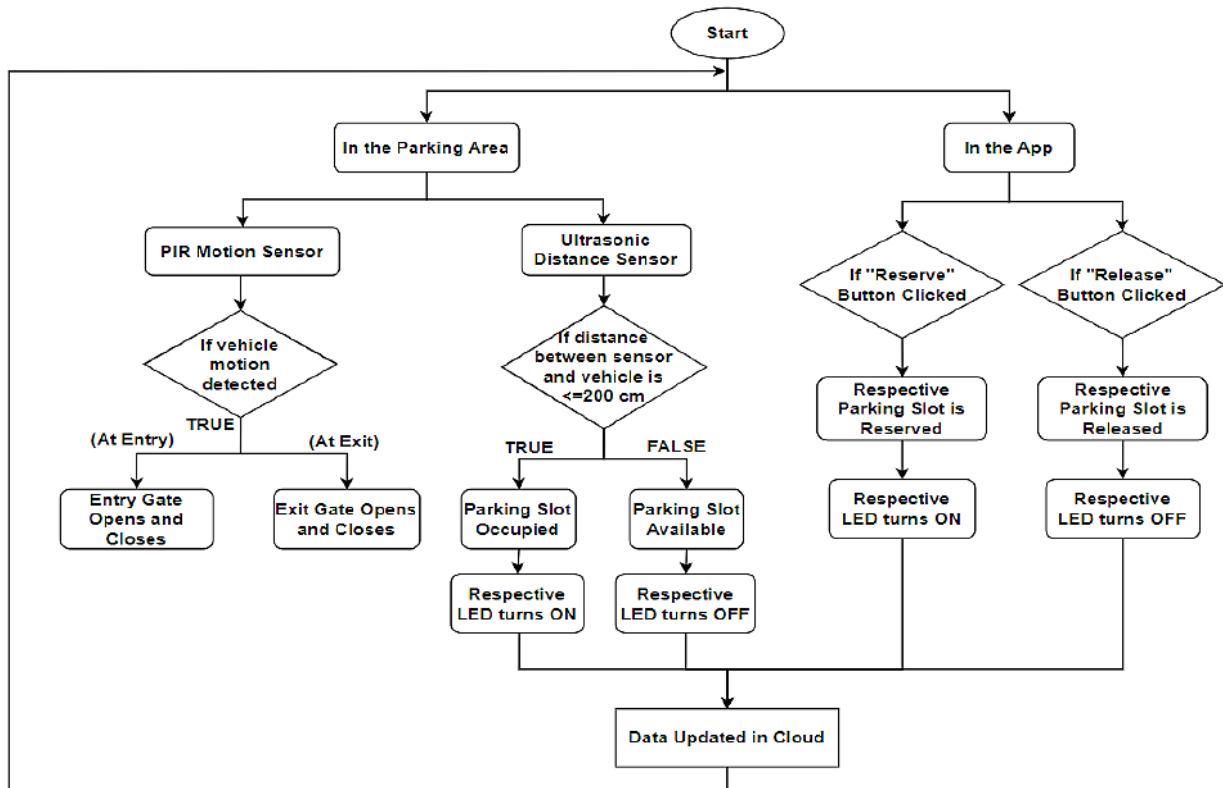 Start
In the Parking Area
In the App
PIR Motion Sensor
Ultrasonic
Distance Sensor
If "Reserve"
Button Clicked
If "Release"
Button Clicked
If vehicle
motion
detected
If distance
between sensor
and vehicle is
<=200 cm
Respective
Parking Slot is
Reserved
Respective
Parking Slot is
Released
TRUE
(At Entry)
(At Exit)
TRUE
FALSE
Entry Gate
Opens and
Closes
Exit Gate Opens
and Closes
Parking Slot
Occupied
Parking Slot
Available
Respective
LED turns ON
Respective
LED turns OFF
Respective
LED turns ON
Respective
LED turns OFF
Data Updated in Cloud